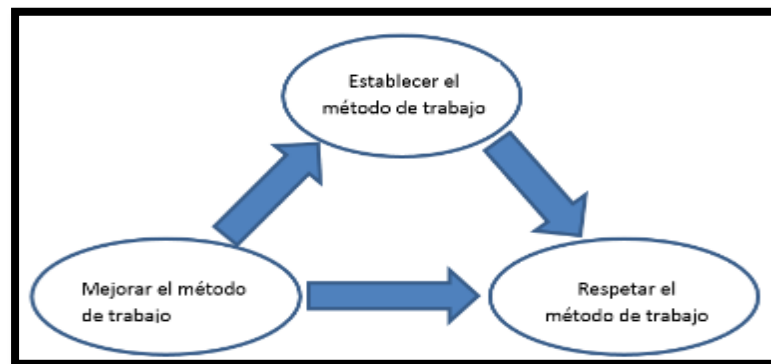 Establecer el
método de trabajo
Mejorar el método
de trabajo
Respetar el
método de trabajo